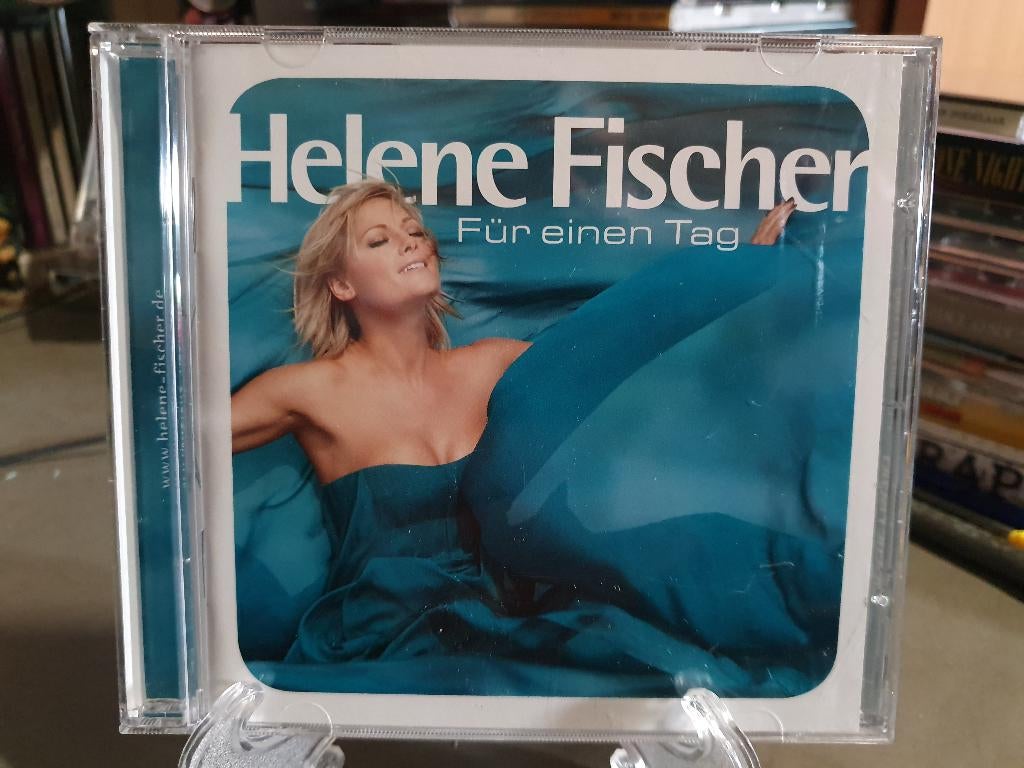 Helene Fischer
Für einen Tag
www.helene-fischer.de